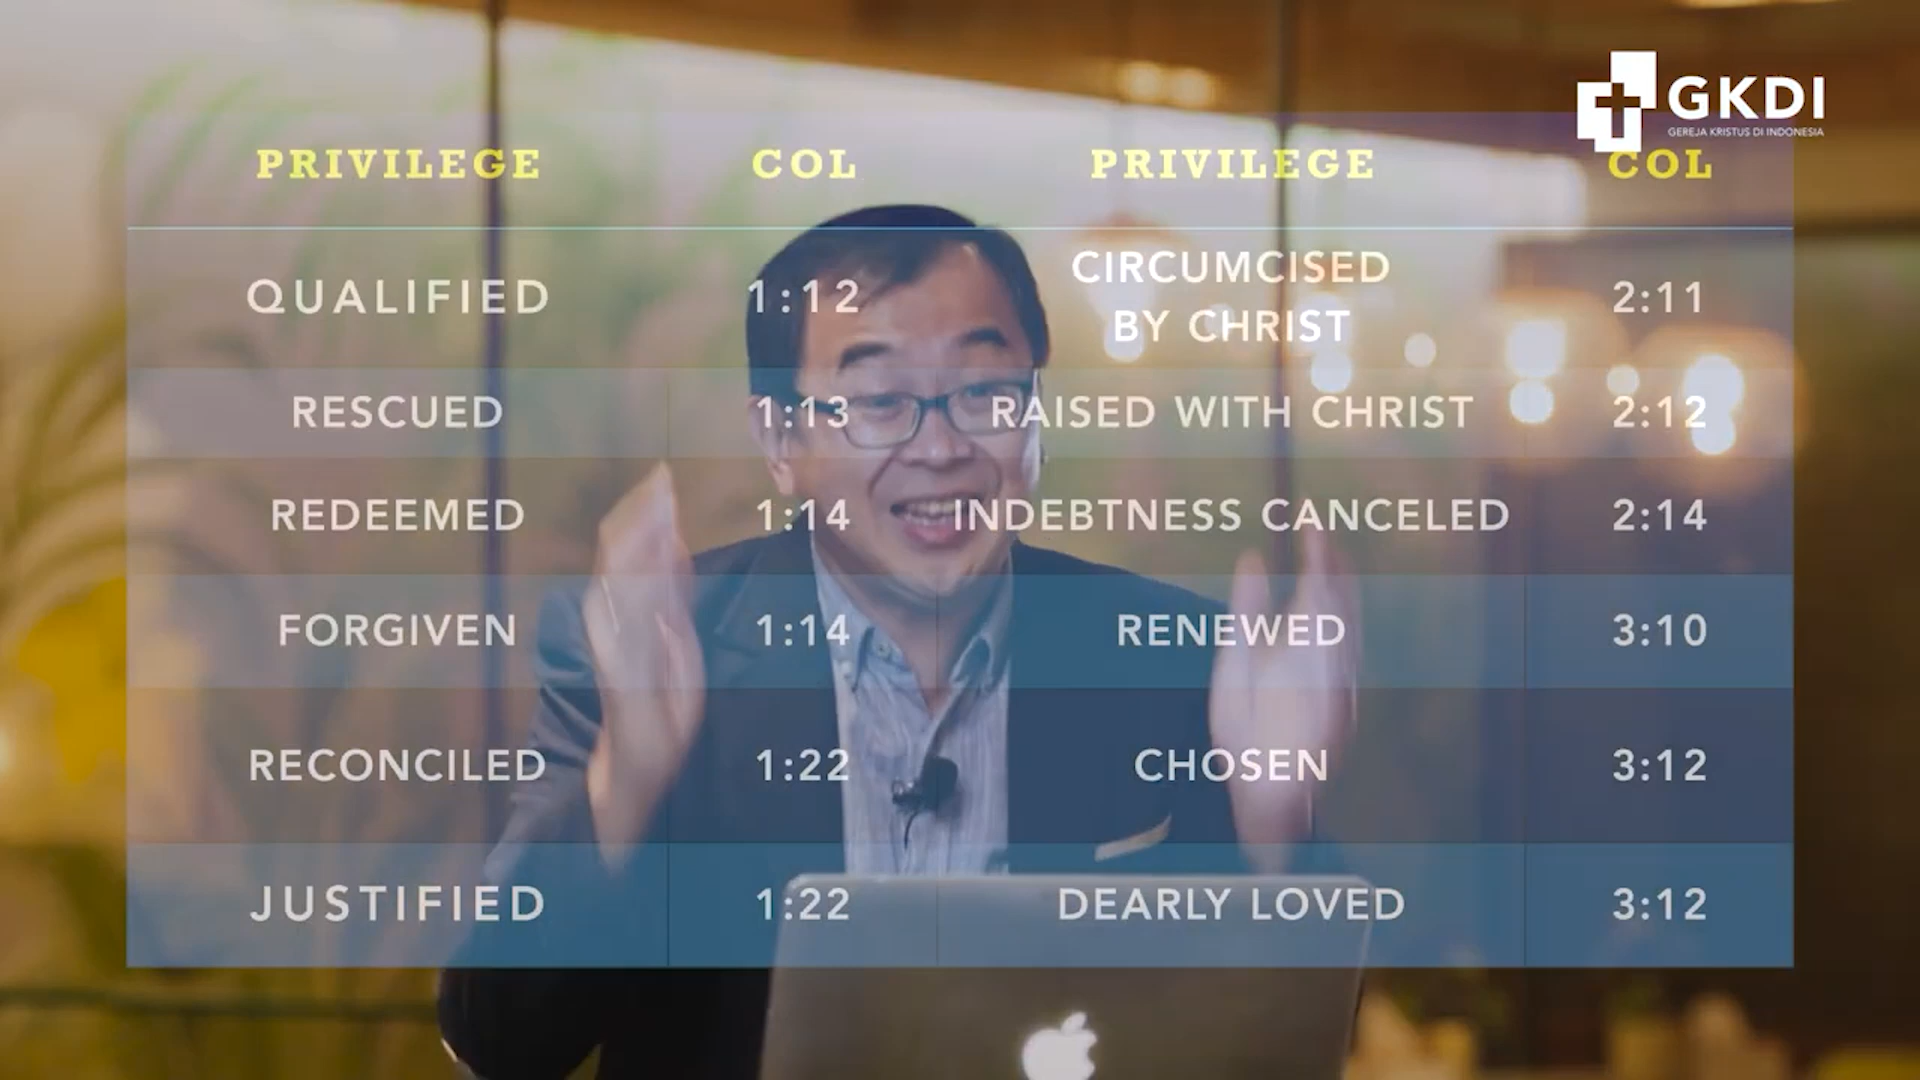 GKDI
GEREJA KRISTUS DI INDONESIA
PRIVILEGE COL PRIVILEGE COL
QUALIFIED 1:12 CIRCUMCISED BY CHRIST 2:11
RESCUED 1:13 RAISED WITH CHRIST 2:12
REDEEMED 1:14 INDEBTNESS CANCELED 2:14
FORGIVEN 1:14 RENEWED 3:10
RECONCILED 1:22 CHOSEN 3:12
JUSTIFIED 1:22 DEARLY LOVED 3:12